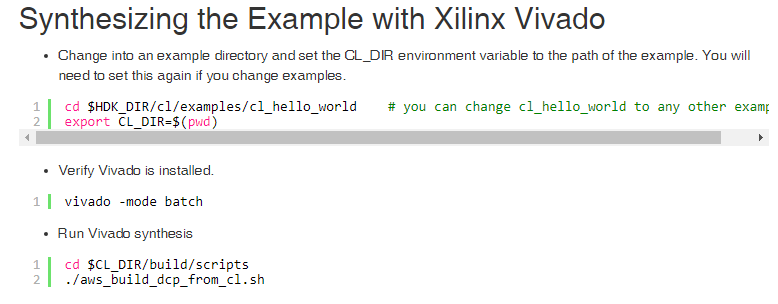 Synthesizing the Example with Xilinx Vivado
• Change into an example directory and set the CL_DIR environment variable to the path of the example. You will
need to set this again if you change examples.
1 cd $HDK_DIR/cl/examples/cl_hello_world    # you can change cl_hello_world to any other examp
2 export CL_DIR=$(pwd)
• Verify Vivado is installed.
1 vivado -mode batch
• Run Vivado synthesis
1 cd $CL_DIR/build/scripts
2 ./aws_build_dcp_from_cl.sh